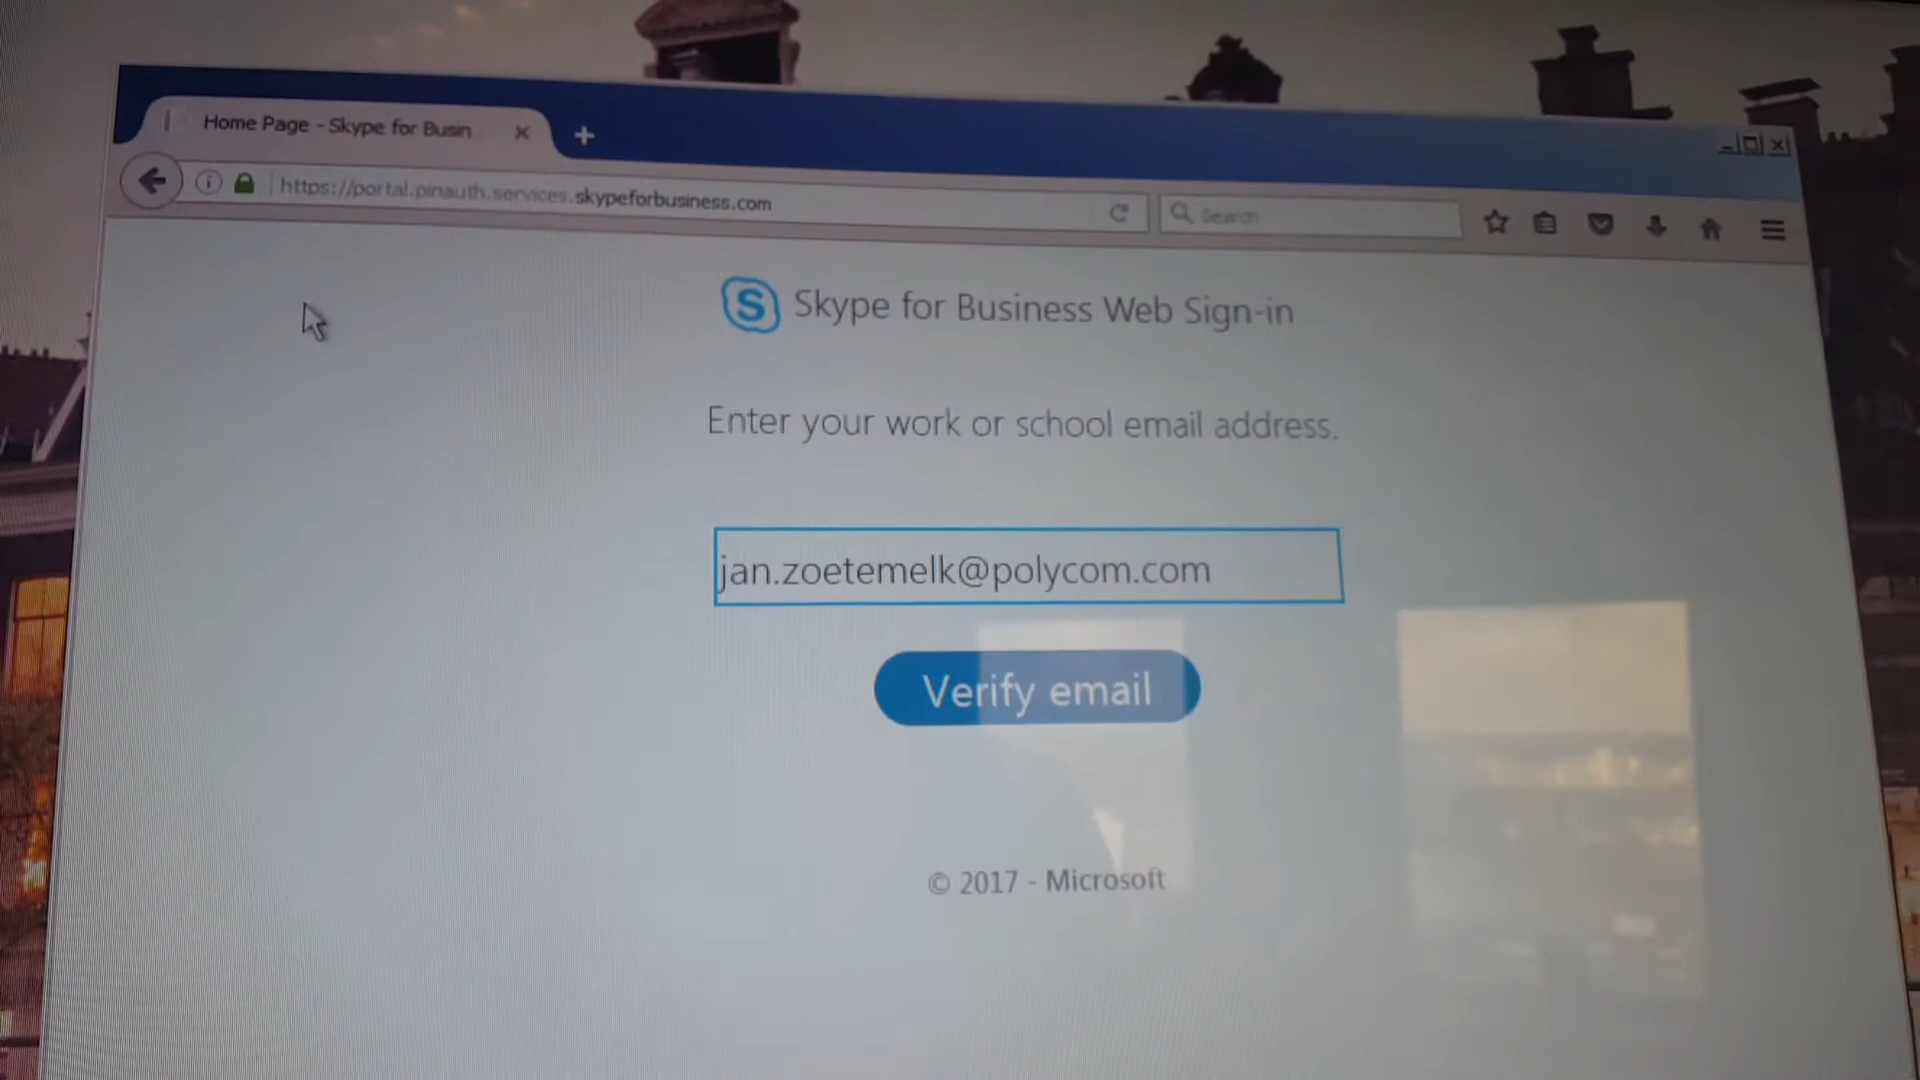 Home Page - Skype for Busin
https://portal.pinauth.services.skypeforbusiness.com
Search
Skype for Business Web Sign-in
Enter your work or school email address.
jan.zoetemelk@polycom.com
Verify email
© 2017 - Microsoft